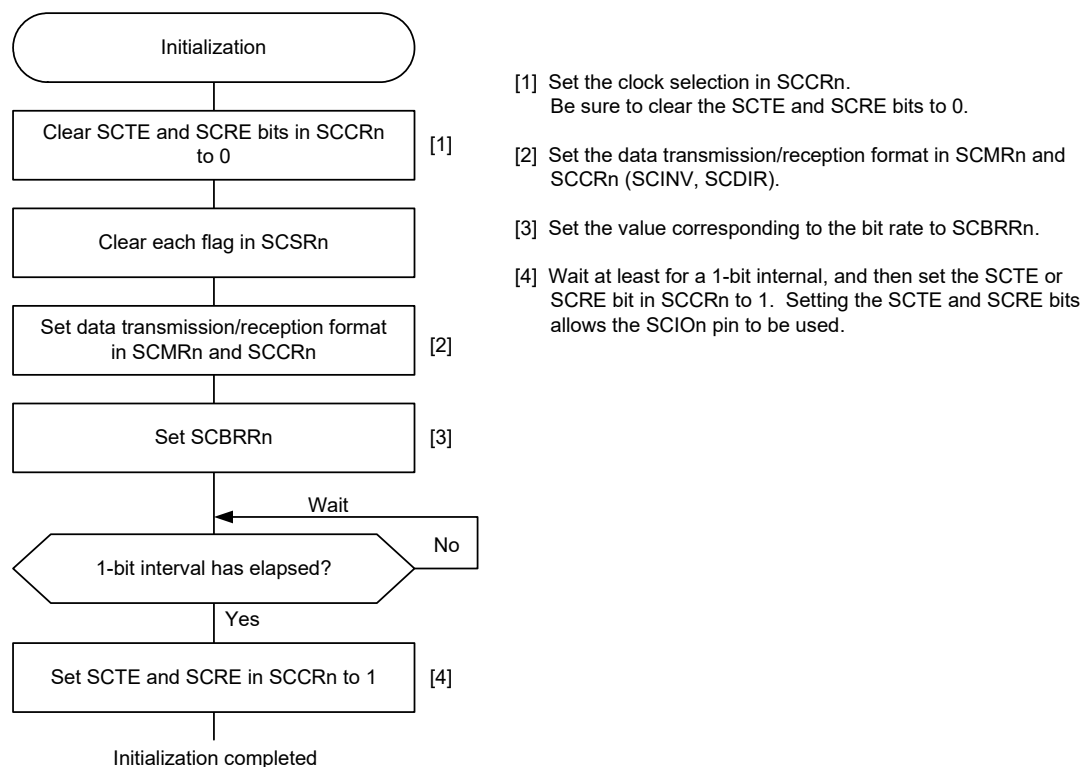 Initialization
Clear SCTE and SCRE bits in SCCRn
to 0
[1]
Clear each flag in SCSRn
Set data transmission/reception format
in SCMRn and SCCRn
[2]
Set SCBRRn
[3]
Wait
No
1-bit interval has elapsed?
Yes
Set SCTE and SCRE in SCCRn to 1
[4]
Initialization completed
[1] Set the clock selection in SCCRn.
Be sure to clear the SCTE and SCRE bits to 0.
[2] Set the data transmission/reception format in SCMRn and
SCCRn (SCINV, SCDIR).
[3] Set the value corresponding to the bit rate to SCBRRn.
[4] Wait at least for a 1-bit internal, and then set the SCTE or
SCRE bit in SCCRn to 1. Setting the SCTE and SCRE bits
allows the SCIOn pin to be used.